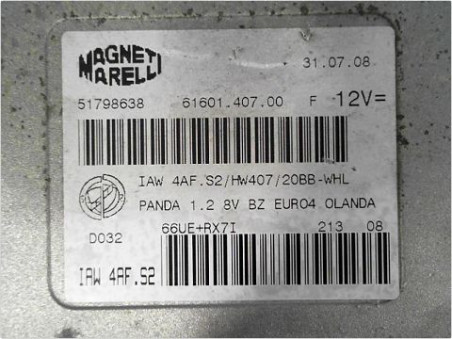 MAGNETI MARELLI 31.07.08
51798638 61601.407.00 F 12V=
IAW 4AF.S2/HW407/20BB-WHL
PANDA 1.2 8V BZ EURO4 OLANDA
D032 66UE+RX7I 213 08
IAW 4AF.S2